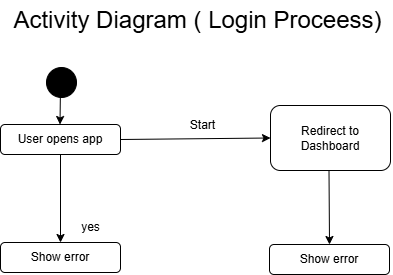 Activity Diagram ( Login Proceess)
User opens app
Start
Redirect to
Dashboard
yes
Show error
Show error